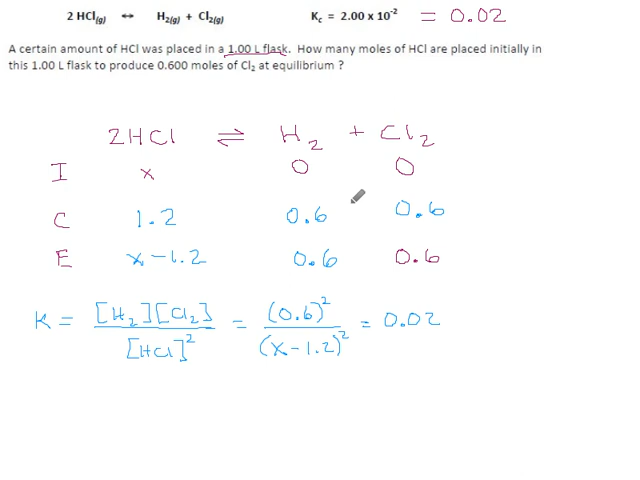 2 HCl(g) ↔ H2(g) + Cl2(g) Kc = 2.00 x 10-2 = 0.02
A certain amount of HCl was placed in a 1.00 L flask. How many moles of HCl are placed initially in
this 1.00 L flask to produce 0.600 moles of Cl2 at equilibrium ?
2HCl ⇌ H2 + Cl2
I x 0 0
C 1.2 0.6 0.6
E x-1.2 0.6 0.6
K = [H2][Cl2] / [HCl]² = (0.6)² / (x-1.2)² = 0.02